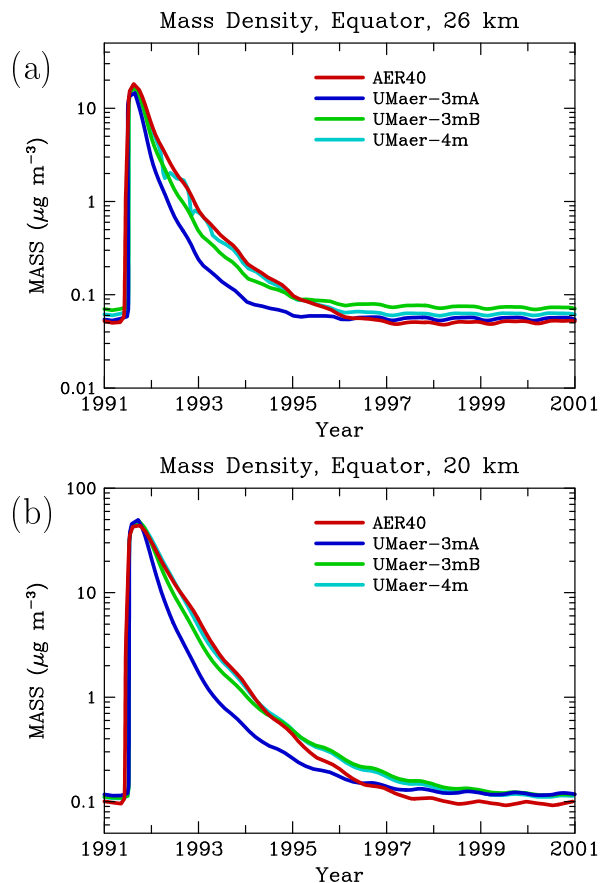 Mass Density, Equator, 26 km
(a)
10
1
0.1
0.01
MASS (μg m⁻³)
AER40
UMaer-3mA
UMaer-3mB
UMaer-4m
1991 1993 1995 1997 1999 2001
Year
Mass Density, Equator, 20 km
(b)
100
10
1
0.1
MASS (μg m⁻³)
AER40
UMaer-3mA
UMaer-3mB
UMaer-4m
1991 1993 1995 1997 1999 2001
Year